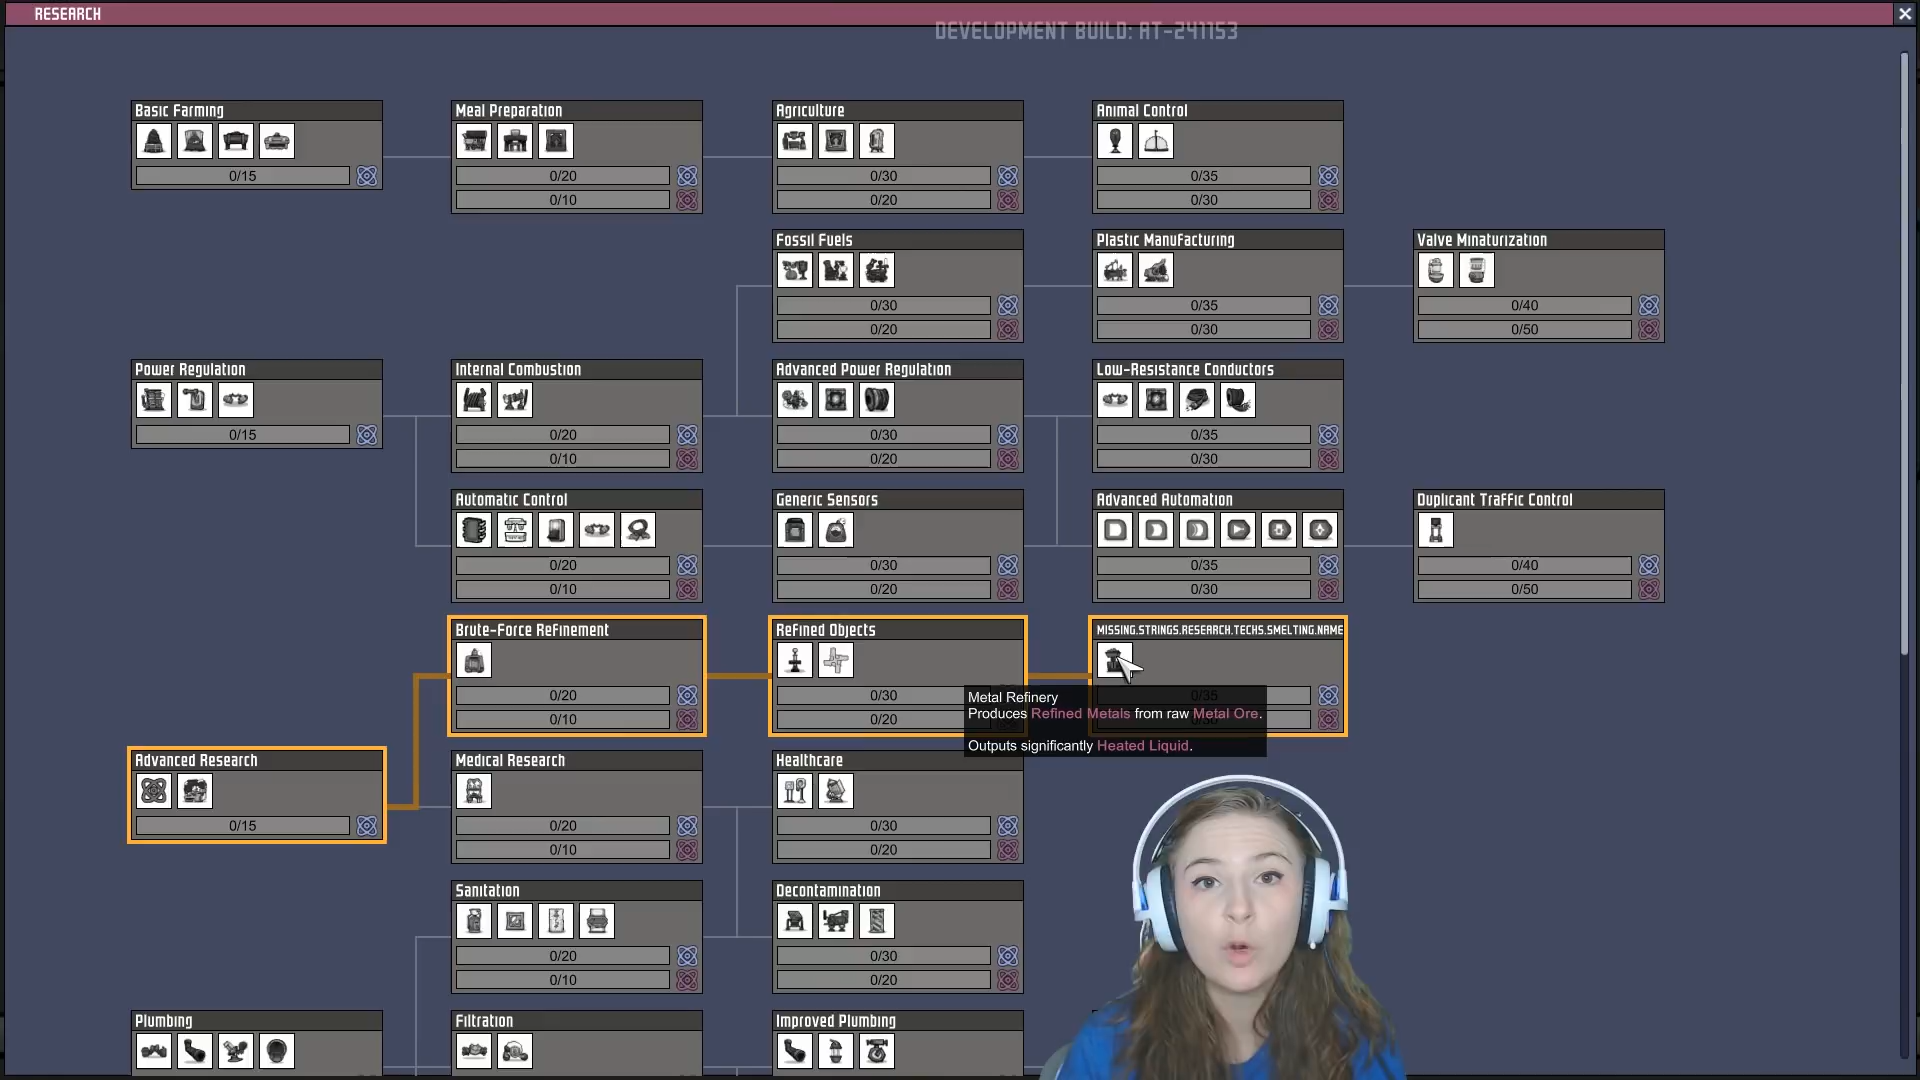 RESEARCH
DEVELOPMENT BUILD: AT-241153
Basic Farming
0/15
Meal Preparation
0/20
0/10
Agriculture
0/30
0/20
Animal Control
0/35
0/30
Fossil Fuels
0/30
0/20
Plastic Manufacturing
0/35
0/30
Valve Minaturization
0/40
0/50
Power Regulation
0/15
Internal Combustion
0/20
0/10
Advanced Power Regulation
0/30
0/20
Low-Resistance Conductors
0/35
0/30
Automatic Control
0/20
0/10
Generic Sensors
0/30
0/20
Advanced Automation
0/35
0/30
Duplicant Traffic Control
0/40
0/50
Brute-Force Refinement
0/20
0/10
Refined Objects
0/30
0/20
MISSING.STRINGS.RESEARCH.TECHS.SMELTING.NAME
0/35
0/30
Metal Refinery
Produces Refined Metals from raw Metal Ore.
Outputs significantly Heated Liquid.
Advanced Research
0/15
Medical Research
0/20
0/10
Healthcare
0/30
0/20
Sanitation
0/20
0/10
Decontamination
0/30
0/20
Plumbing
Filtration
Improved Plumbing